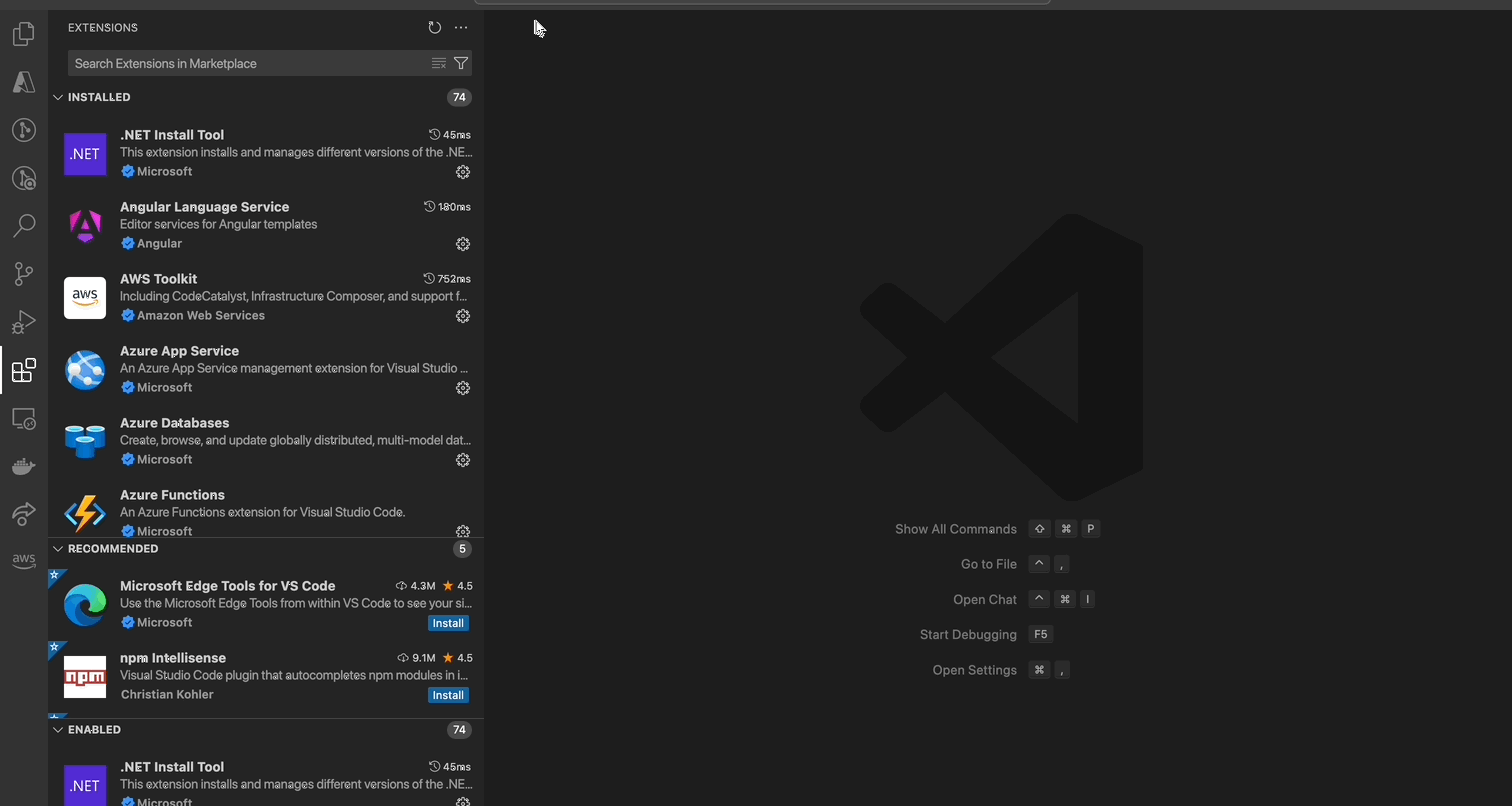 EXTENSIONS
Search Extensions in Marketplace
INSTALLED 74
.NET
.NET Install Tool 45ms
This extension installs and manages different versions of the .NE...
Microsoft
Angular Language Service 180ms
Editor services for Angular templates
Angular
aws
AWS Toolkit 752ms
Including CodeCatalyst, Infrastructure Composer, and support f...
Amazon Web Services
Azure App Service
An Azure App Service management extension for Visual Studio ...
Microsoft
Azure Databases
Create, browse, and update globally distributed, multi-model dat...
Microsoft
Azure Functions
An Azure Functions extension for Visual Studio Code.
Microsoft
aws
RECOMMENDED 5
Microsoft Edge Tools for VS Code 4.3M ★ 4.5
Use the Microsoft Edge Tools from within VS Code to see your si...
Microsoft Install
npm
npm Intellisense 9.1M ★ 4.5
Visual Studio Code plugin that autocompletes npm modules in i...
Christian Kohler Install
ENABLED 74
.NET
.NET Install Tool 45ms
This extension installs and manages different versions of the .NE...
Microsoft
Show All Commands ⇧ ⌘ P
Go to File ^ ,
Open Chat ^ ⌘ I
Start Debugging F5
Open Settings ⌘ ,